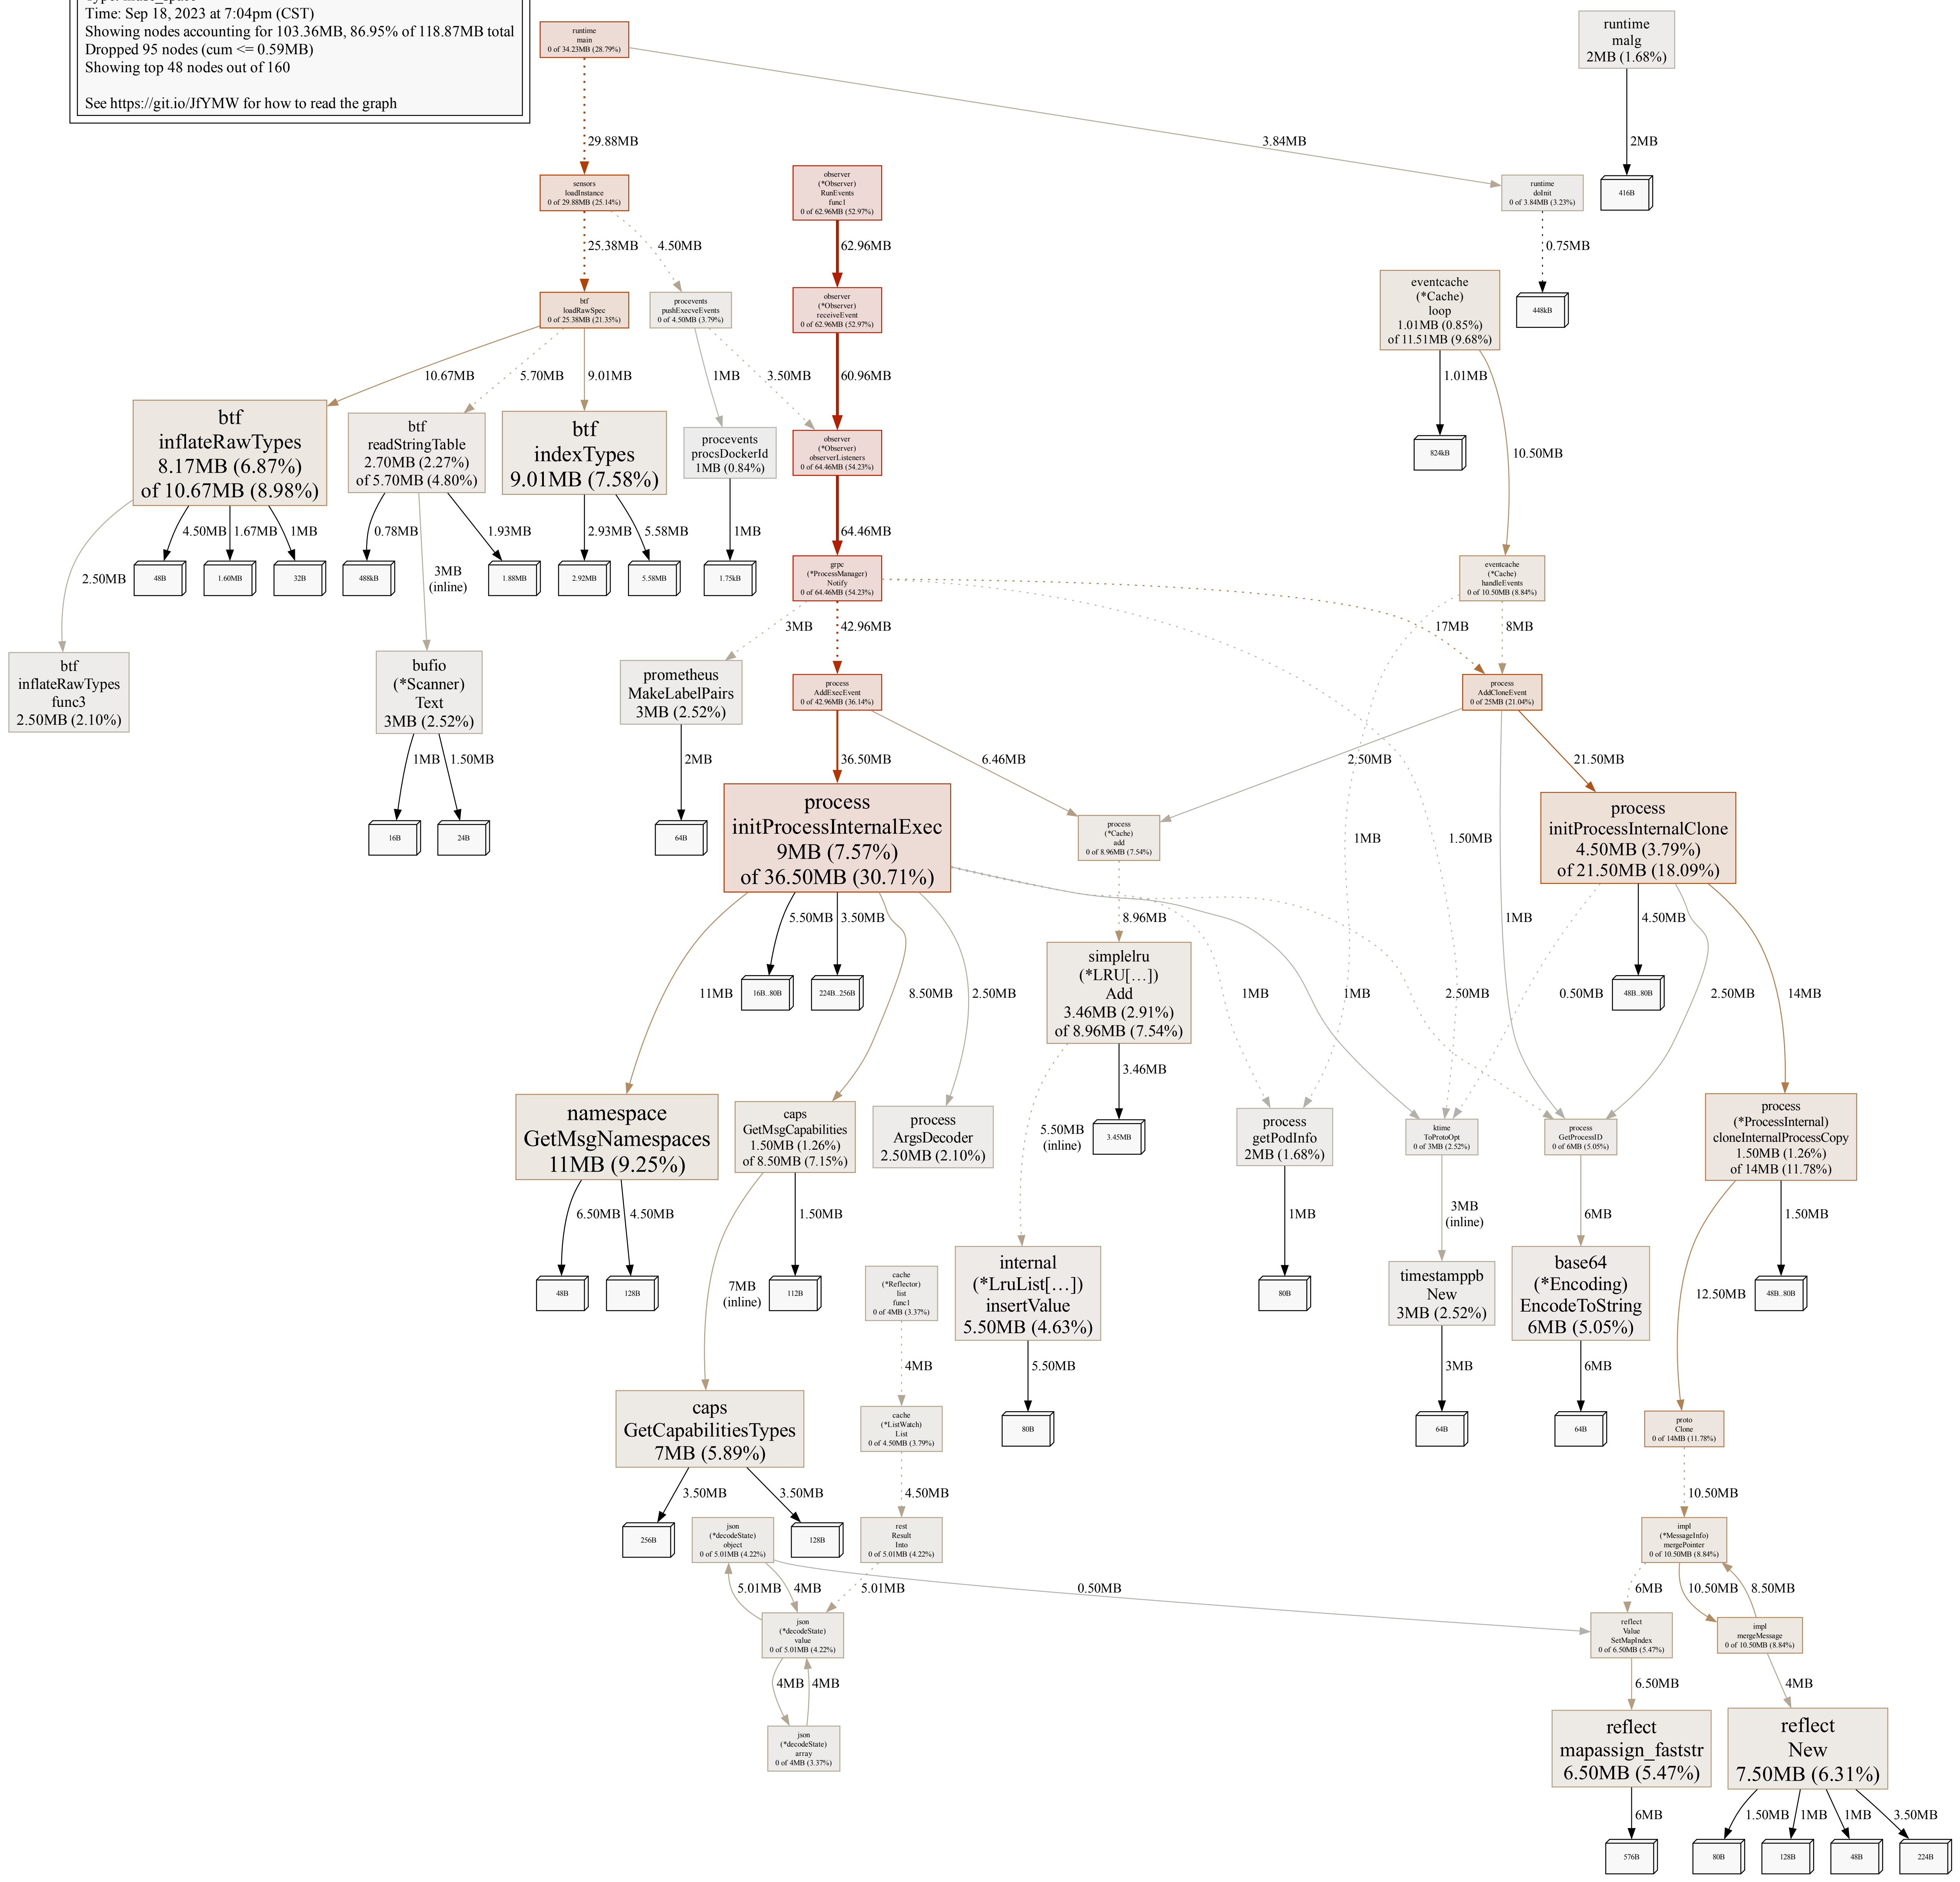 Time: Sep 18, 2023 at 7:04pm (CST)
Showing nodes accounting for 103.36MB, 86.95% of 118.87MB total
Dropped 95 nodes (cum <= 0.59MB)
Showing top 48 nodes out of 160
See https://git.io/JfYMW for how to read the graph
runtime
main
0 of 34.23MB (28.79%)
runtime
malg
2MB (1.68%)
29.88MB
3.84MB
2MB
sensors
loadInstance
0 of 29.88MB (25.14%)
observer
(*Observer)
RunEvents
func1
0 of 62.96MB (52.97%)
runtime
doInit
0 of 3.84MB (3.23%)
416B
25.38MB
4.50MB
62.96MB
0.75MB
btf
loadRawSpec
0 of 25.38MB (21.35%)
procevents
pushExecveEvents
0 of 4.50MB (3.79%)
observer
(*Observer)
receiveEvent
0 of 62.96MB (52.97%)
eventcache
(*Cache)
loop
1.01MB (0.85%)
of 11.51MB (9.68%)
448kB
10.67MB
5.70MB
9.01MB
1MB
3.50MB
60.96MB
1.01MB
10.50MB
btf
inflateRawTypes
8.17MB (6.87%)
of 10.67MB (8.98%)
btf
readStringTable
2.70MB (2.27%)
of 5.70MB (4.80%)
btf
indexTypes
9.01MB (7.58%)
procevents
procsDockerId
1MB (0.84%)
observer
(*Observer)
observerListeners
0 of 64.46MB (54.23%)
824kB
2.50MB
4.50MB
1.67MB
1MB
0.78MB
3MB
(inline)
1.93MB
2.93MB
5.58MB
1MB
64.46MB
48B
1.60MB
32B
488kB
1.88MB
2.92MB
5.58MB
1.75kB
grpc
(*ProcessManager)
Notify
0 of 64.46MB (54.23%)
eventcache
(*Cache)
handleEvents
0 of 10.50MB (8.84%)
3MB
42.96MB
17MB
8MB
btf
inflateRawTypes
func3
2.50MB (2.10%)
bufio
(*Scanner)
Text
3MB (2.52%)
prometheus
MakeLabelPairs
3MB (2.52%)
process
AddExecEvent
0 of 42.96MB (36.14%)
process
AddCloneEvent
0 of 25MB (21.04%)
1MB
1.50MB
2MB
36.50MB
6.46MB
2.50MB
21.50MB
16B
24B
64B
process
initProcessInternalExec
9MB (7.57%)
of 36.50MB (30.71%)
process
(*Cache)
add
0 of 8.96MB (7.54%)
1MB
1.50MB
process
initProcessInternalClone
4.50MB (3.79%)
of 21.50MB (18.09%)
5.50MB
3.50MB
8.96MB
1MB
4.50MB
11MB
16B..80B
224B..256B
8.50MB
2.50MB
simplelru
(*LRU[…])
Add
3.46MB (2.91%)
of 8.96MB (7.54%)
1MB
1MB
2.50MB
0.50MB
48B..80B
2.50MB
14MB
5.50MB
(inline)
3.46MB
namespace
GetMsgNamespaces
11MB (9.25%)
caps
GetMsgCapabilities
1.50MB (1.26%)
of 8.50MB (7.15%)
process
ArgsDecoder
2.50MB (2.10%)
3.45MB
process
getPodInfo
2MB (1.68%)
ktime
ToProtoOpt
0 of 3MB (2.52%)
process
GetProcessID
0 of 6MB (5.05%)
process
(*ProcessInternal)
cloneInternalProcessCopy
1.50MB (1.26%)
of 14MB (11.78%)
6.50MB
4.50MB
1.50MB
1MB
3MB
(inline)
6MB
1.50MB
48B
128B
7MB
(inline)
112B
cache
(*Reflector)
list
func1
0 of 4MB (3.37%)
internal
(*LruList[…])
insertValue
5.50MB (4.63%)
80B
timestamppb
New
3MB (2.52%)
base64
(*Encoding)
EncodeToString
6MB (5.05%)
12.50MB
48B..80B
4MB
5.50MB
3MB
6MB
caps
GetCapabilitiesTypes
7MB (5.89%)
cache
(*ListWatch)
List
0 of 4.50MB (3.79%)
80B
64B
64B
proto
Clone
0 of 14MB (11.78%)
3.50MB
3.50MB
4.50MB
10.50MB
256B
json
(*decodeState)
object
0 of 5.01MB (4.22%)
128B
rest
Result
Into
0 of 5.01MB (4.22%)
impl
(*MessageInfo)
mergePointer
0 of 10.50MB (8.84%)
5.01MB
4MB
5.01MB
0.50MB
6MB
10.50MB
8.50MB
json
(*decodeState)
value
0 of 5.01MB (4.22%)
reflect
Value
SetMapIndex
0 of 6.50MB (5.47%)
impl
mergeMessage
0 of 10.50MB (8.84%)
4MB
4MB
6.50MB
4MB
json
(*decodeState)
array
0 of 4MB (3.37%)
reflect
mapassign_faststr
6.50MB (5.47%)
reflect
New
7.50MB (6.31%)
6MB
1.50MB
1MB
1MB
3.50MB
576B
80B
128B
48B
224B